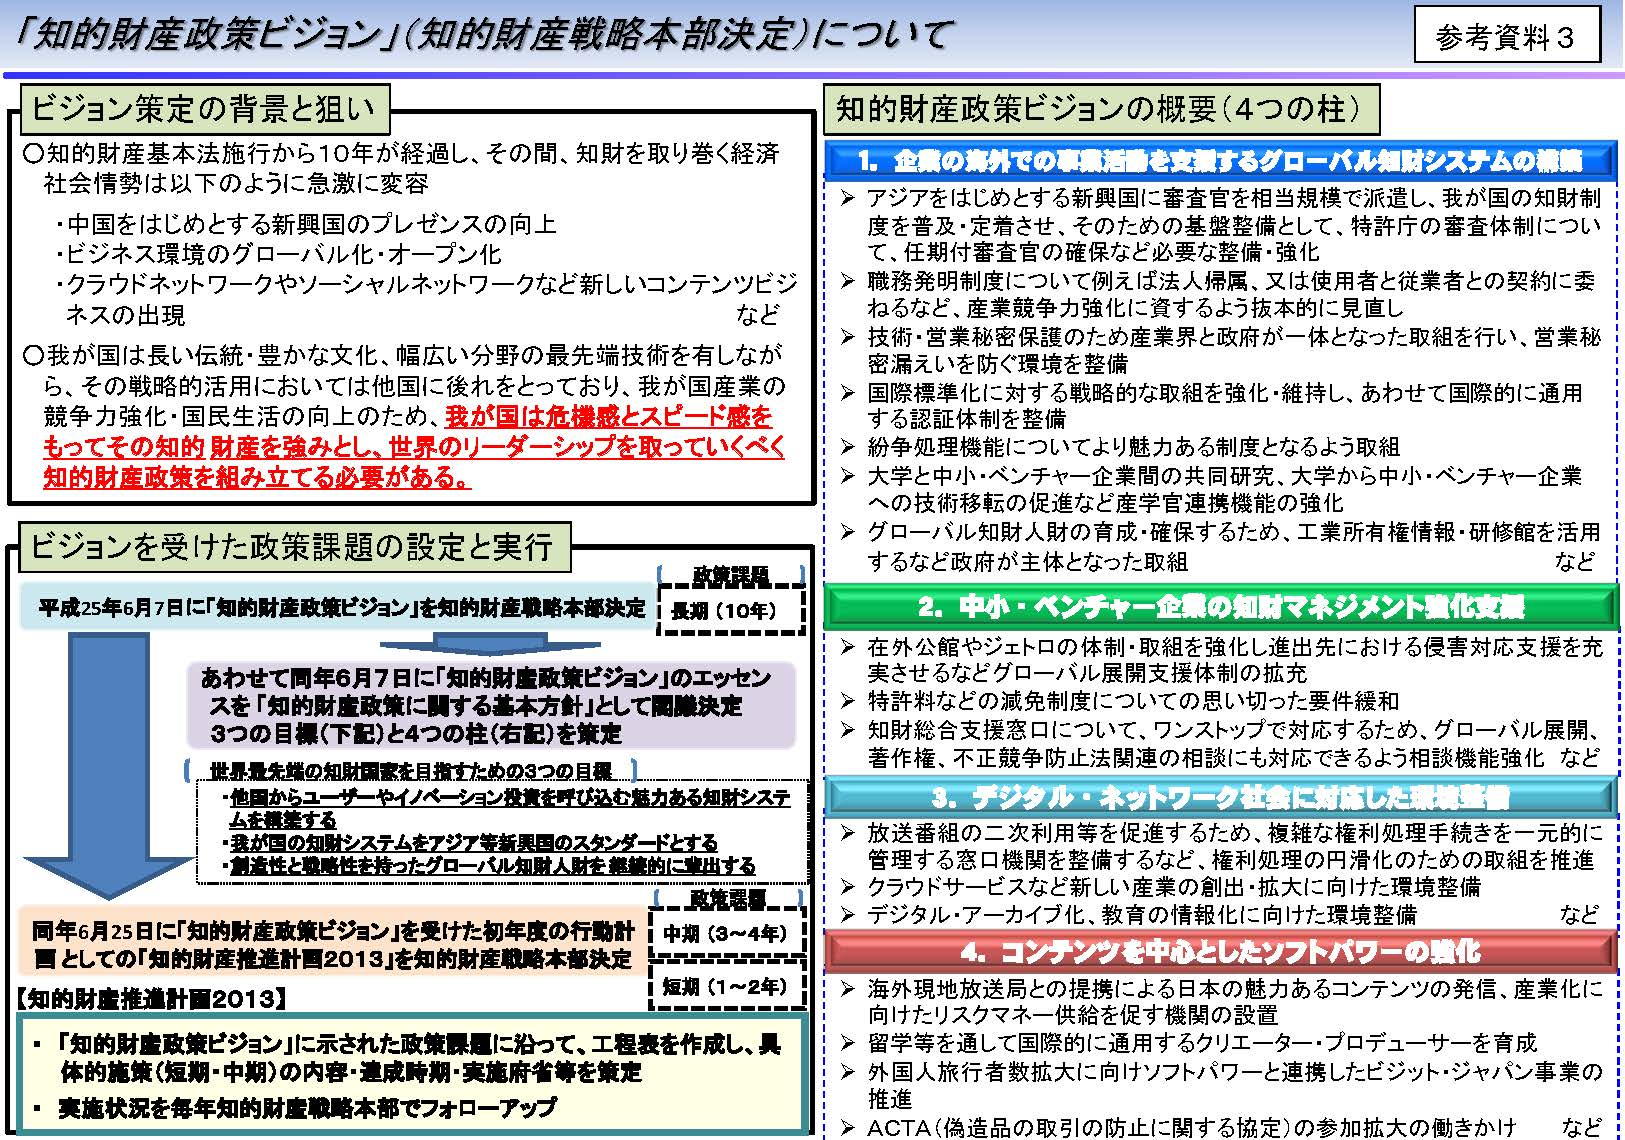 「知的財産政策ビジョン」（知的財産戦略本部決定）について
参考資料３
ビジョン策定の背景と狙い
○知的財産基本法施行から１０年が経過し、その間、知財を取り巻く経済
社会情勢は以下のように急激に変容
・中国をはじめとする新興国のプレゼンスの向上
・ビジネス環境のグローバル化・オープン化
・クラウドネットワークやソーシャルネットワークなど新しいコンテンツビジ
ネスの出現 など
○我が国は長い伝統・豊かな文化、幅広い分野の最先端技術を有しなが
ら、その戦略的活用においては他国に後れをとっており、我が国産業の
競争力強化・国民生活の向上のため、我が国は危機感とスピード感を
もってその知的 財産を強みとし、世界のリーダーシップを取っていくべく
知的財産政策を組み立てる必要がある。
ビジョンを受けた政策課題の設定と実行
政策課題
平成25年6月7日に「知的財産政策ビジョン」を知的財産戦略本部決定
長期（10年）
あわせて同年６月７日に「知的財産政策ビジョン」のエッセン
スを「知的財産政策に関する基本方針」として閣議決定
３つの目標（下記）と４つの柱（右記）を策定
世界最先端の知財国家を目指すための3つの目標
・他国からユーザーやイノベーション投資を呼び込む魅力ある知財システ
ムを構築する
・我が国の知財システムをアジア等新興国のスタンダードとする
・創造性と戦略性を持ったグローバル知財人財を 継続的に輩出する
政策課題
同年6月25日に「知的財産政策ビジョン」を受けた初年度の行動計
画 としての「知的財産推進計画２０１３」を知的財産戦略本部決定
中期（３～４年）
短期（１～２年）
【知的財産推進計画２０１３】
▪ 「知的財産政策ビジョン」に示された政策課題に沿って、工程表を作成し、具
体的施策（短期・中期）の内容・達成時期・実施府省等を策定
▪ 実施状況を毎年知的財産戦略本部でフォローアップ
知的財産政策ビジョンの概要（４つの柱）
１．企業の海外での事業活動を支援するグローバル知財システムの構築
➢ アジアをはじめとする新興国に審査官を相当規模で派遣し、我が国の知財制
度を普及・定着させ、そのための基盤整備として、特許庁の審査体制につい
て、任期付審査官の確保など必要な整備・強化
➢ 職務発明制度について例えば法人帰属、又は使用者と従業者との契約に委
ねるなど、産業競争力強化に資するよう抜本的に見直し
➢ 技術・営業秘密保護のため産業界と政府が一体となった取組を行い、営業秘
密漏えいを防ぐ環境を整備
➢ 国際標準化に対する戦略的な取組を強化・維持し、あわせて国際的に通用
する認証体制を整備
➢ 紛争処理機能についてより魅力ある制度となるよう取組
➢ 大学と中小・ベンチャー企業間の共同研究、大学から中小・ベンチャー企業
への技術移転の促進など産学官連携機能の強化
➢ グローバル知財人財の育成・確保するため、工業所有権情報・研修館を活用
するなど政府が主体となった取組 など
２．中小・ベンチャー企業の知財マネジメント強化支援
➢ 在外公館やジェトロの体制・取組を強化し進出先における侵害対応支援を充
実させるなどグローバル展開支援体制の拡充
➢ 特許料などの減免制度についての思い切った要件緩和
➢ 知財総合支援窓口について、ワンストップで対応するため、グローバル展開、
著作権、不正競争防止法関連の相談にも対応できるよう相談機能強化 など
３．デジタル・ネットワーク社会に対応した環境整備
➢ 放送番組の二次利用等を促進するため、複雑な権利処理手続きを一元的に
管理する窓口機関を整備するなど、権利処理の円滑化のための取組を推進
➢ クラウドサービスなど新しい産業の創出・拡大に向けた環境整備
➢ デジタル・アーカイブ化、教育の情報化に向けた環境整備 など
４．コンテンツを中心としたソフトパワーの強化
➢ 海外現地放送局との提携による日本の魅力あるコンテンツの発信、産業化に
向けたリスクマネー供給を促す機関の設置
➢ 留学等を通して国際的に通用するクリエーター・プロデューサーを育成
➢ 外国人旅行者数拡大に向けソフトパワーと連携したビジット・ジャパン事業の
推進
➢ ＡＣＴＡ（偽造品の取引の防止に関する協定）の参加拡大の働きかけ など